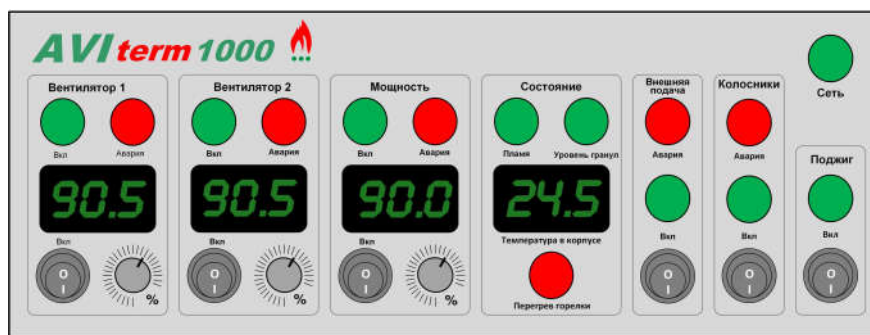 AVI term 1000
Сеть
Вентилятор 1
Вкл
Авария
90.5
Вкл
O
I
%
Вентилятор 2
Вкл
Авария
90.5
Вкл
O
I
%
Мощность
Вкл
Авария
90.0
Вкл
O
I
%
Состояние
Пламя
Уровень гранул
24.5
Температура в корпусе
Перегрев горелки
Внешняя
подача
Авария
Вкл
O
I
Колосники
Авария
Вкл
O
I
Поджиг
Вкл
O
I